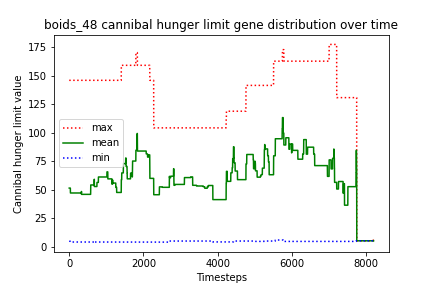 boids_48 cannibal hunger limit gene distribution over time
Cannibal hunger limit value
175
150
125
100
75
50
25
0
max
mean
min
0
2000
4000
6000
8000
Timesteps